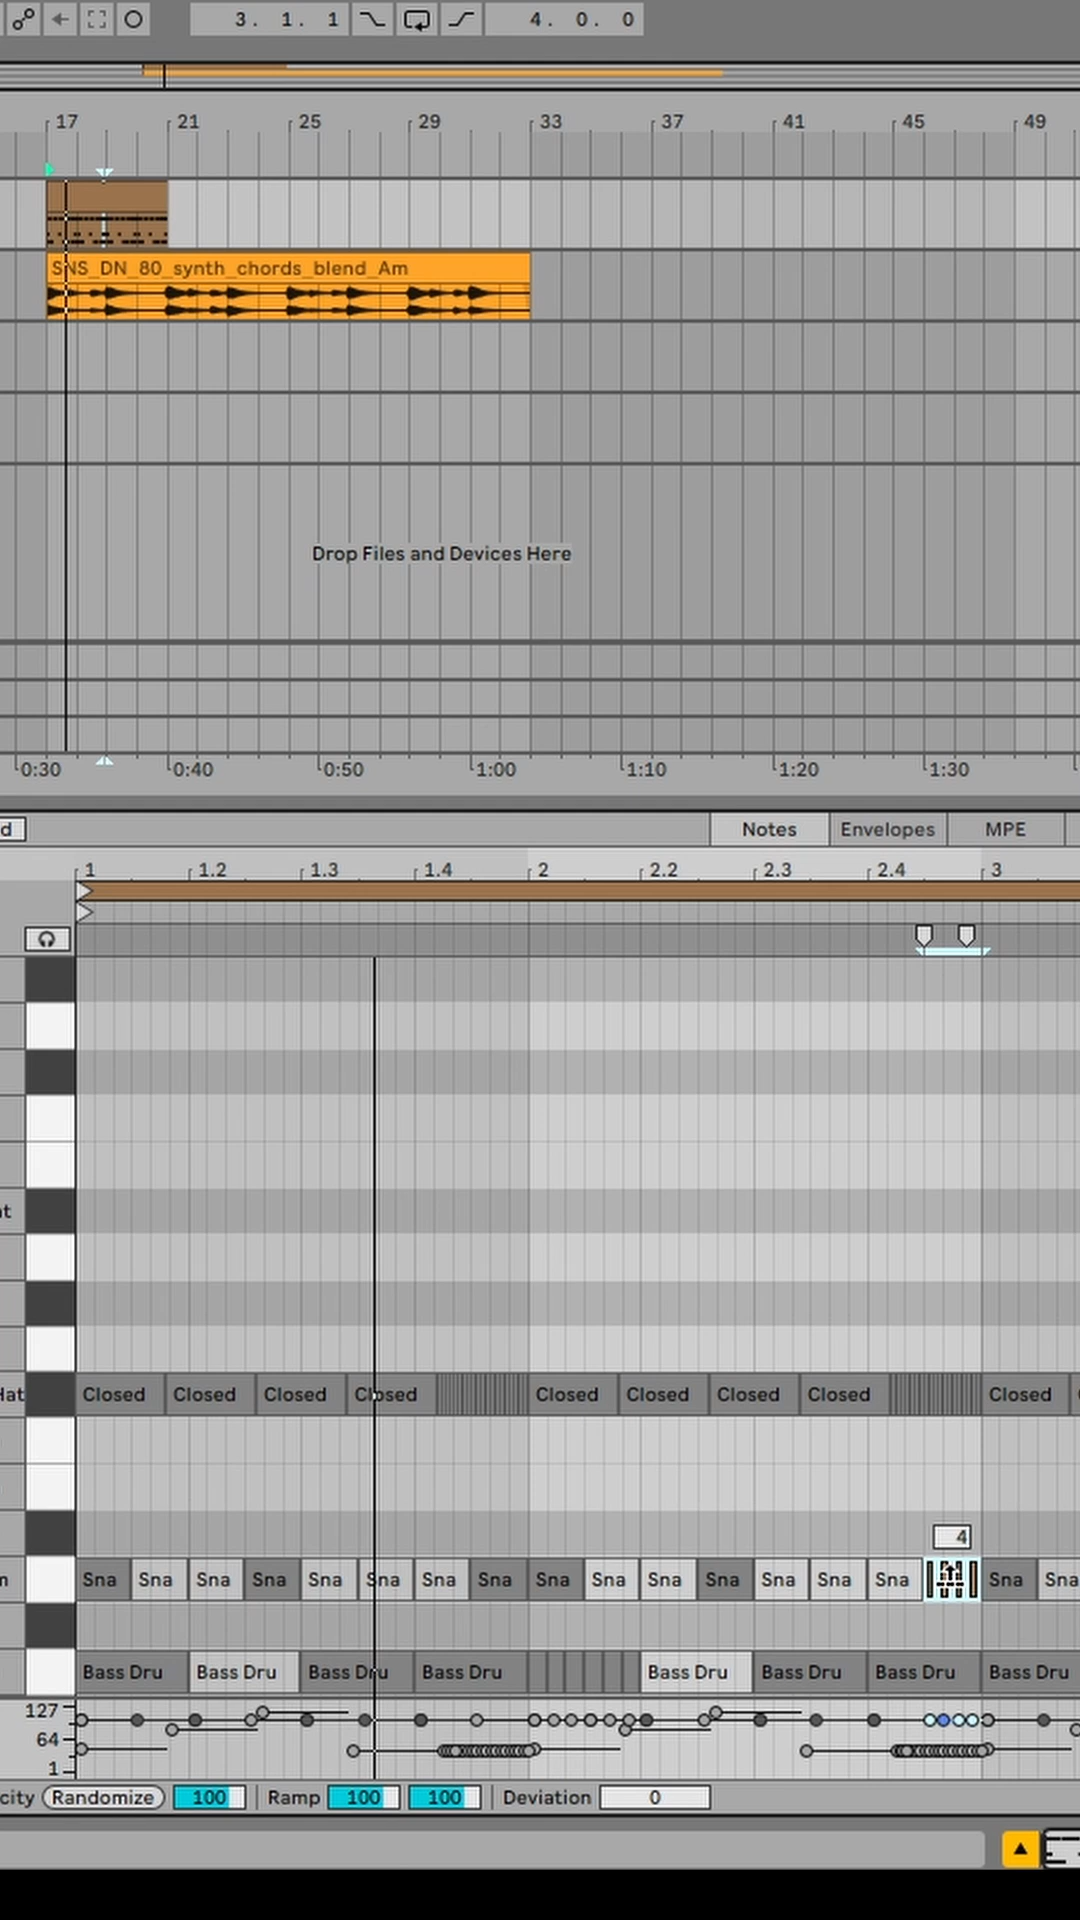 3. 1. 1 4. 0. 0
17 21 25 29 33 37 41 45 49
SNS_DN_80_synth_chords_blend_Am
Drop Files and Devices Here
0:30 0:40 0:50 1:00 1:10 1:20 1:30
d Notes Envelopes MPE
1 1.2 1.3 1.4 2 2.2 2.3 2.4 3
Hat Closed Closed Closed Closed Closed Closed Closed Closed Closed
4
Sna Sna Sna Sna Sna Sna Sna Sna Sna Sna Sna Sna Sna Sna Sna Sna Sna
Bass Dru Bass Dru Bass Dru Bass Dru Bass Dru Bass Dru Bass Dru Bass Dru
127
64
1
city Randomize 100 Ramp 100 100 Deviation 0